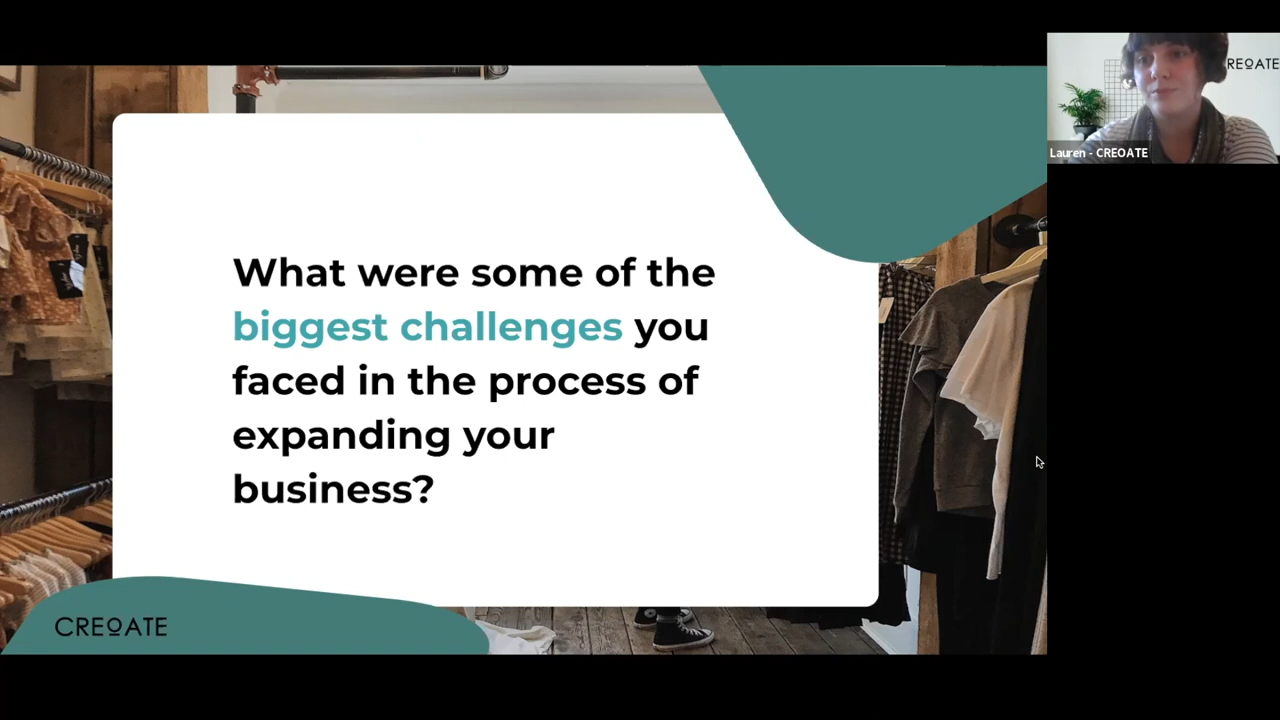 What were some of the
biggest challenges you
faced in the process of
expanding your
business?
CREOATE
REOATE
Lauren - CREOATE